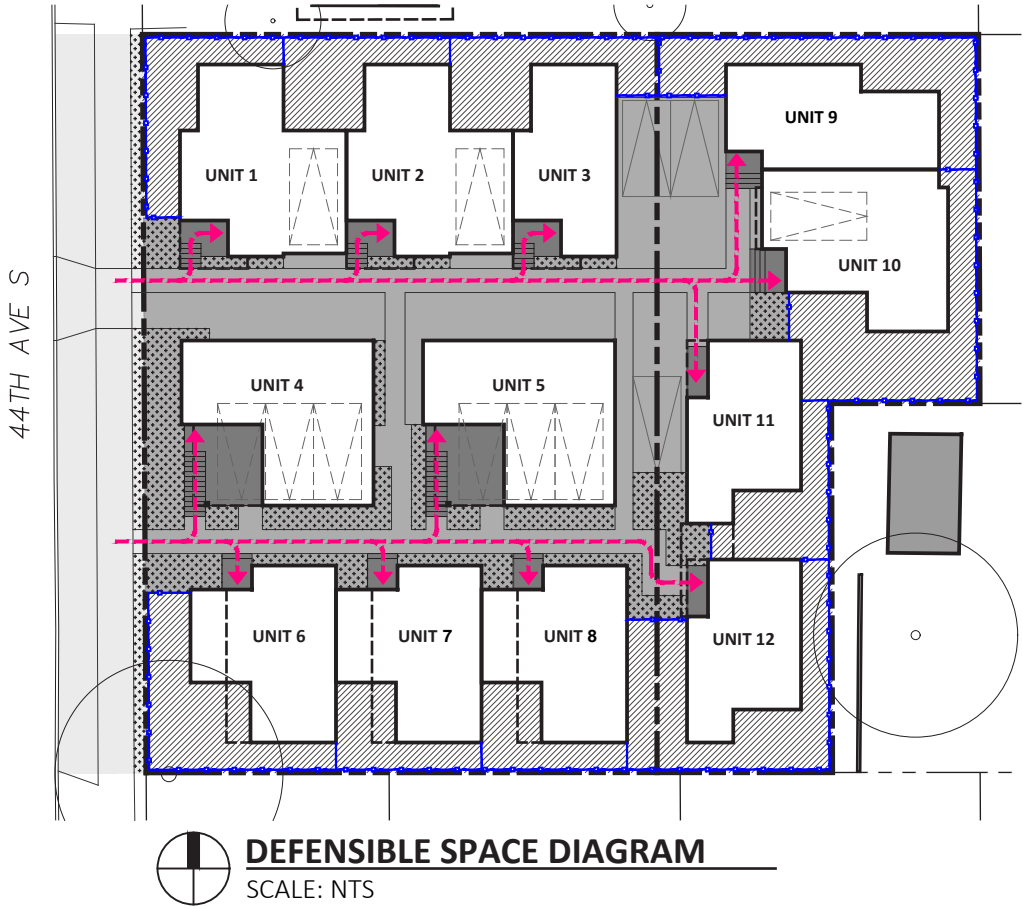 UNIT 9
UNIT 1
UNIT 2
UNIT 3
UNIT 10
44TH AVE S
UNIT 4
UNIT 5
UNIT 11
UNIT 6
UNIT 7
UNIT 8
UNIT 12
DEFENSIBLE SPACE DIAGRAM
SCALE: NTS